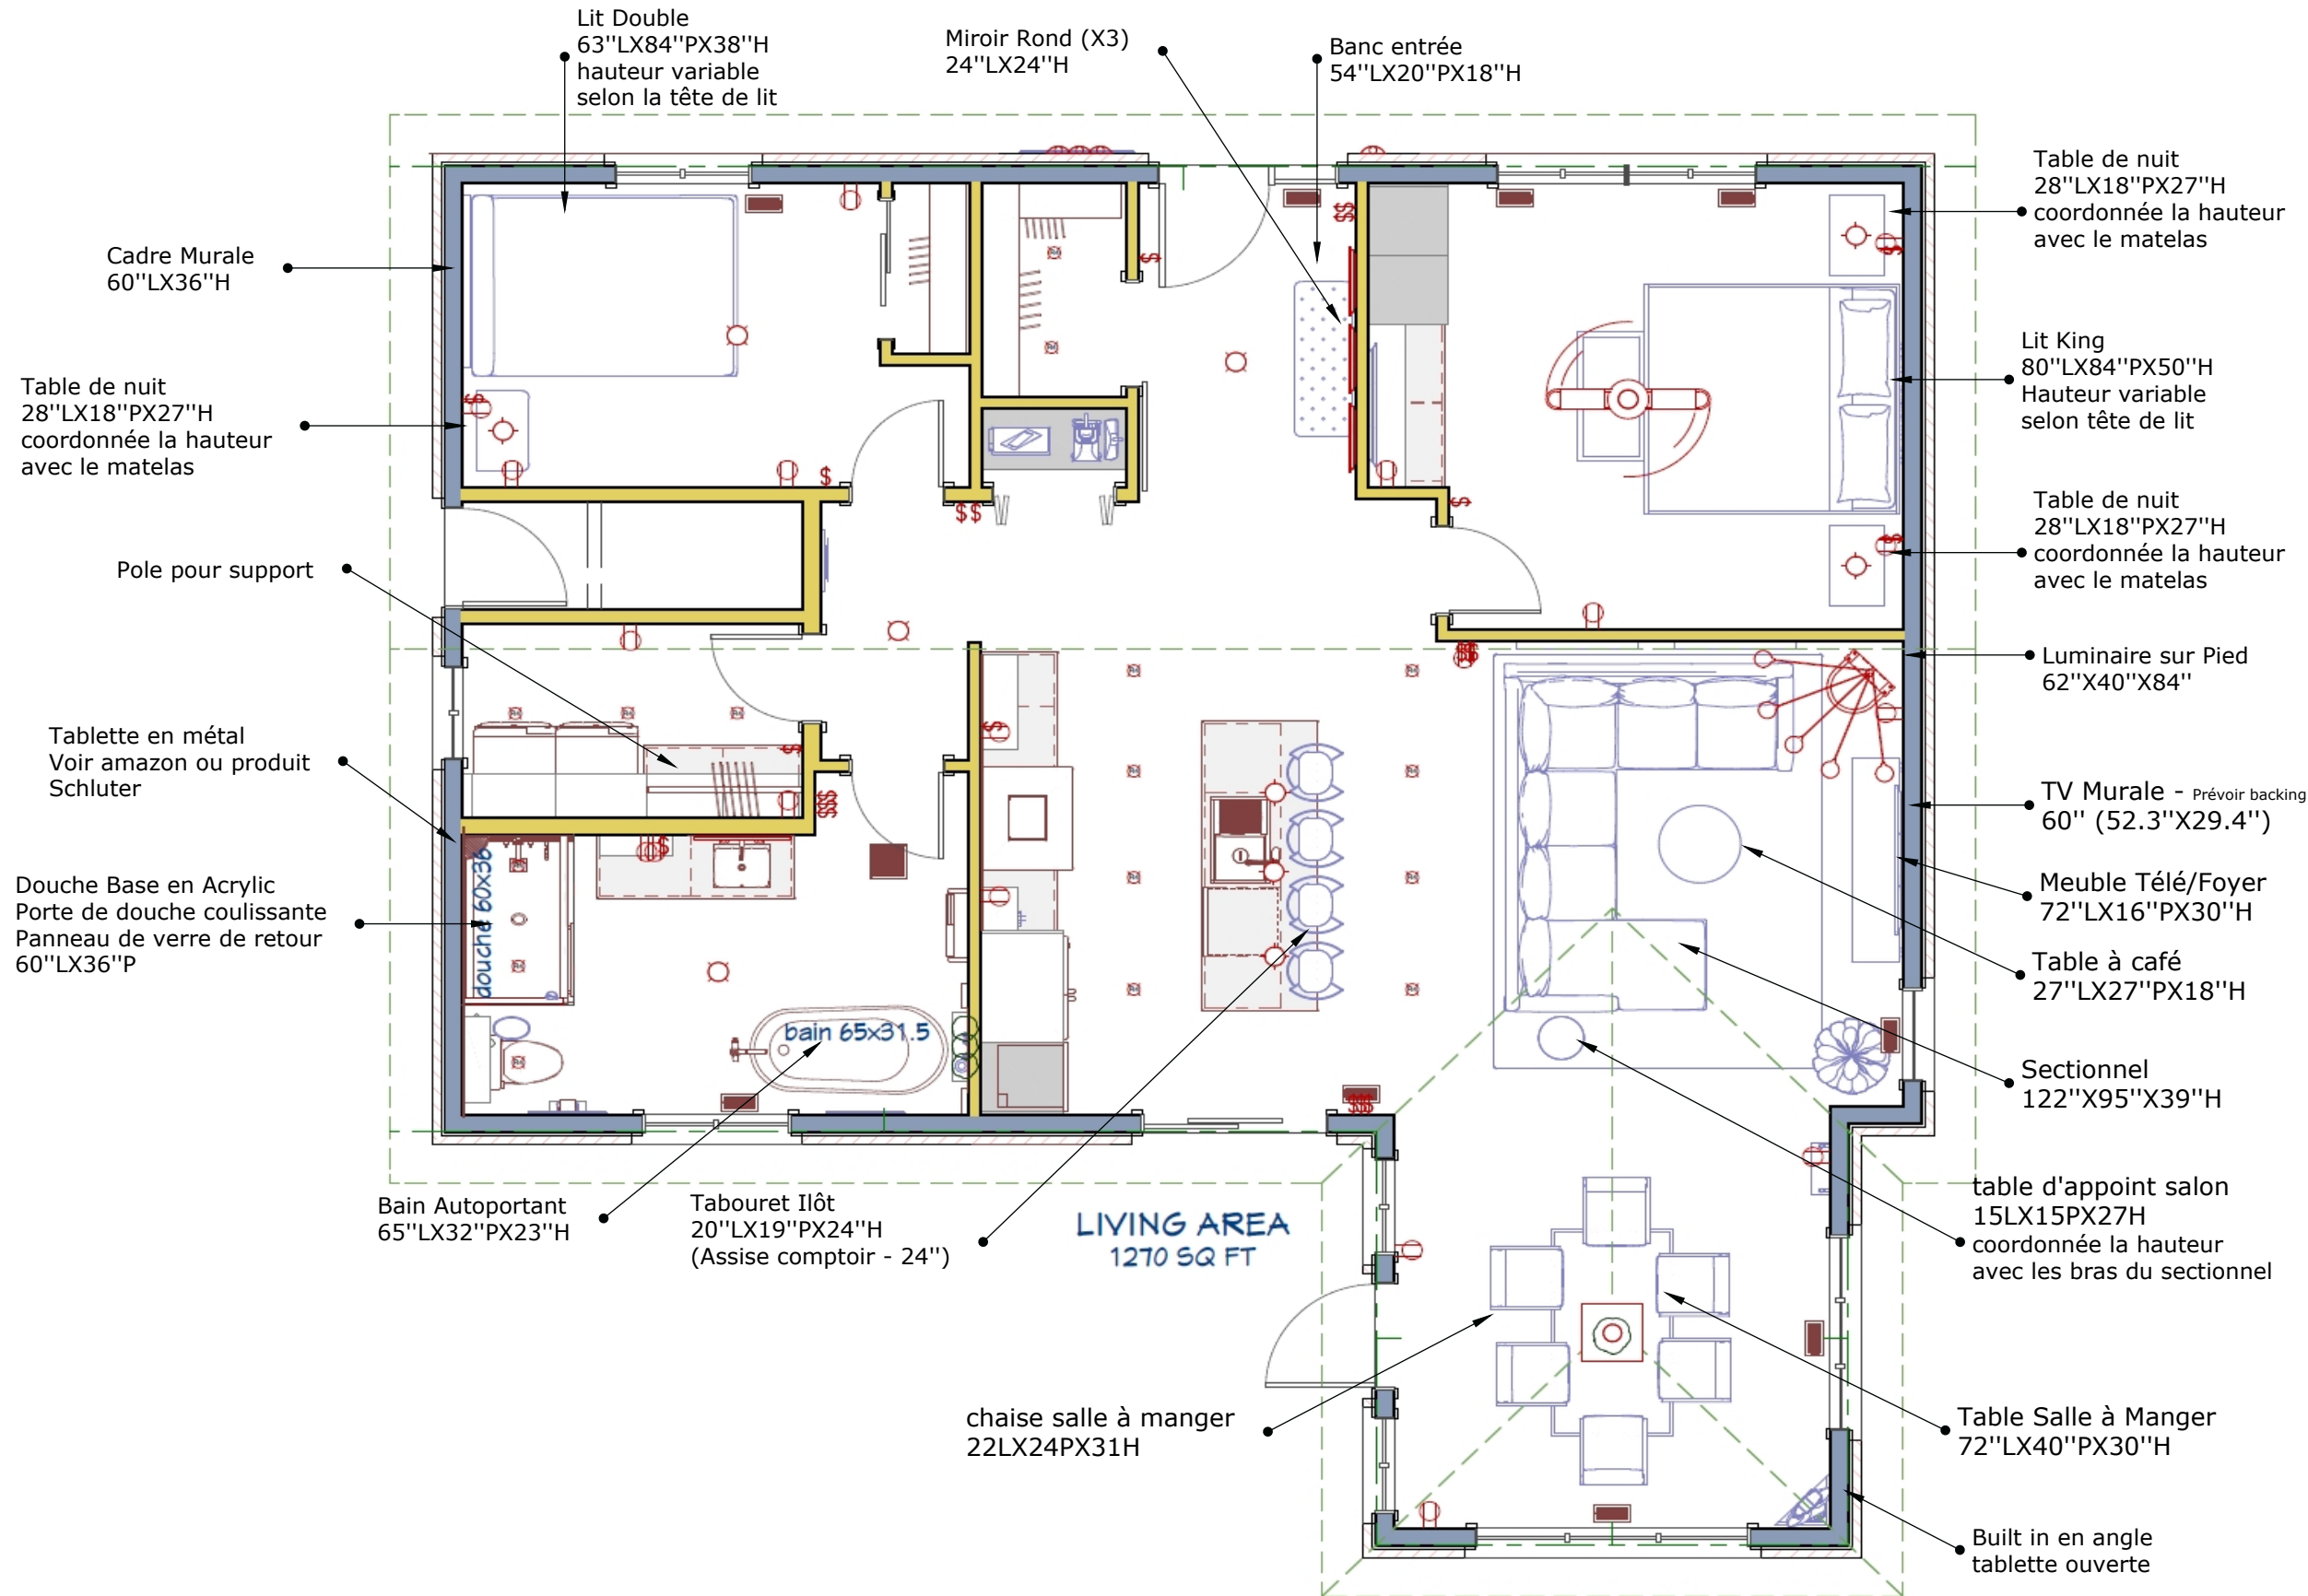 Lit Double
63''LX84''PX38''H
hauteur variable
selon la tête de lit
Miroir Rond (X3)
24''LX24''H
Banc entrée
54''LX20''PX18''H
Table de nuit
28''LX18''PX27''H
coordonnée la hauteur
avec le matelas
Cadre Murale
60''LX36''H
Lit King
80''LX84''PX50''H
Hauteur variable
selon tête de lit
Table de nuit
28''LX18''PX27''H
coordonnée la hauteur
avec le matelas
Table de nuit
28''LX18''PX27''H
coordonnée la hauteur
avec le matelas
Pole pour support
Luminaire sur Pied
62''X40''X84''
Tablette en métal
Voir amazon ou produit
Schluter
TV Murale - Prévoir backing
60'' (52.3''X29.4'')
Douche Base en Acrylic
Porte de douche coulissante
Panneau de verre de retour
60''LX36''P
douche 60x36
Meuble Télé/Foyer
72''LX16''PX30''H
Table à café
27''LX27''PX18''H
bain 65x31.5
Sectionnel
122''X95''X39''H
Bain Autoportant
65''LX32''PX23''H
Tabouret Ilôt
20''LX19''PX24''H
(Assise comptoir - 24'')
LIVING AREA
1270 SQ FT
table d'appoint salon
15LX15PX27H
coordonnée la hauteur
avec les bras du sectionnel
chaise salle à manger
22LX24PX31H
Table Salle à Manger
72''LX40''PX30''H
Built in en angle
tablette ouverte